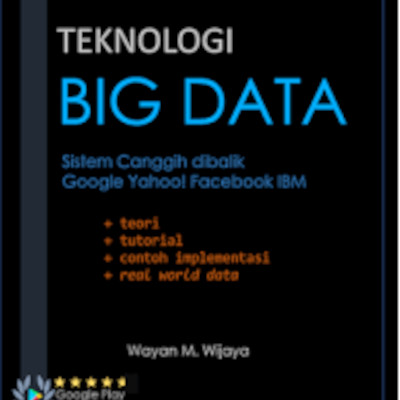 TEKNOLOGI
BIG DATA
Sistem Canggih dibalik
Google Yahoo! Facebook IBM
+ teori
+ tutorial
+ contoh implementasi
+ real world data
Wayan M. Wijaya
Google Play